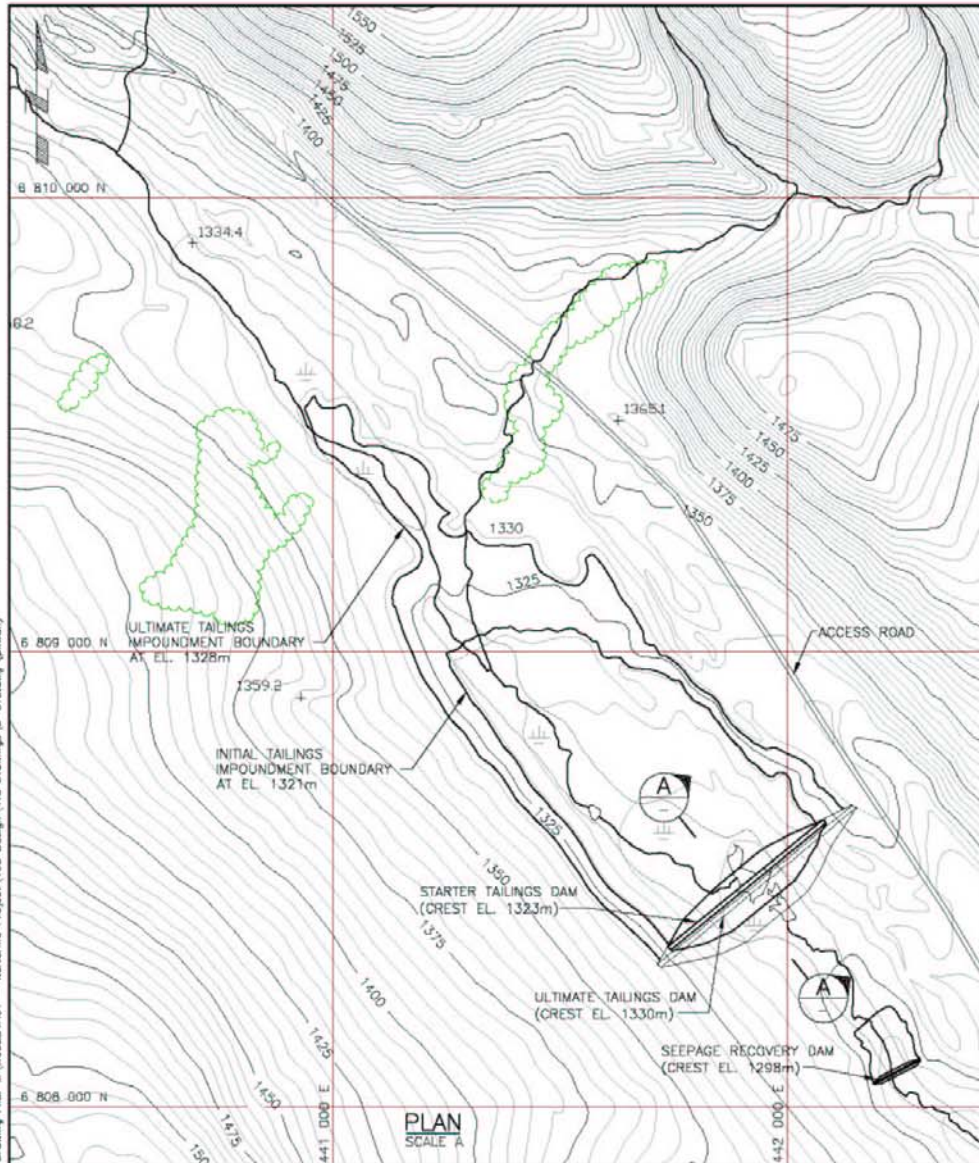 1550
1525
1500
1475
1450
1425
1400
6 810 000 N
1334.4
1365.1
1475
1450
1425
1400
1375
1350
1330
1325
ULTIMATE TAILINGS
IMPOUNDMENT BOUNDARY
AT EL. 1328m
6 809 000 N
ACCESS ROAD
1359.2
INITIAL TAILINGS
IMPOUNDMENT BOUNDARY
AT EL. 1321m
A
1325
1350
STARTER TAILINGS DAM
(CREST EL. 1323m)
1375
A
1400
ULTIMATE TAILINGS DAM
(CREST EL. 1330m)
SEEPAGE RECOVERY DAM
(CREST EL. 1298m)
1425
6 808 000 N
1450
1475
441 000 E
442 000 E
PLAN
SCALE A